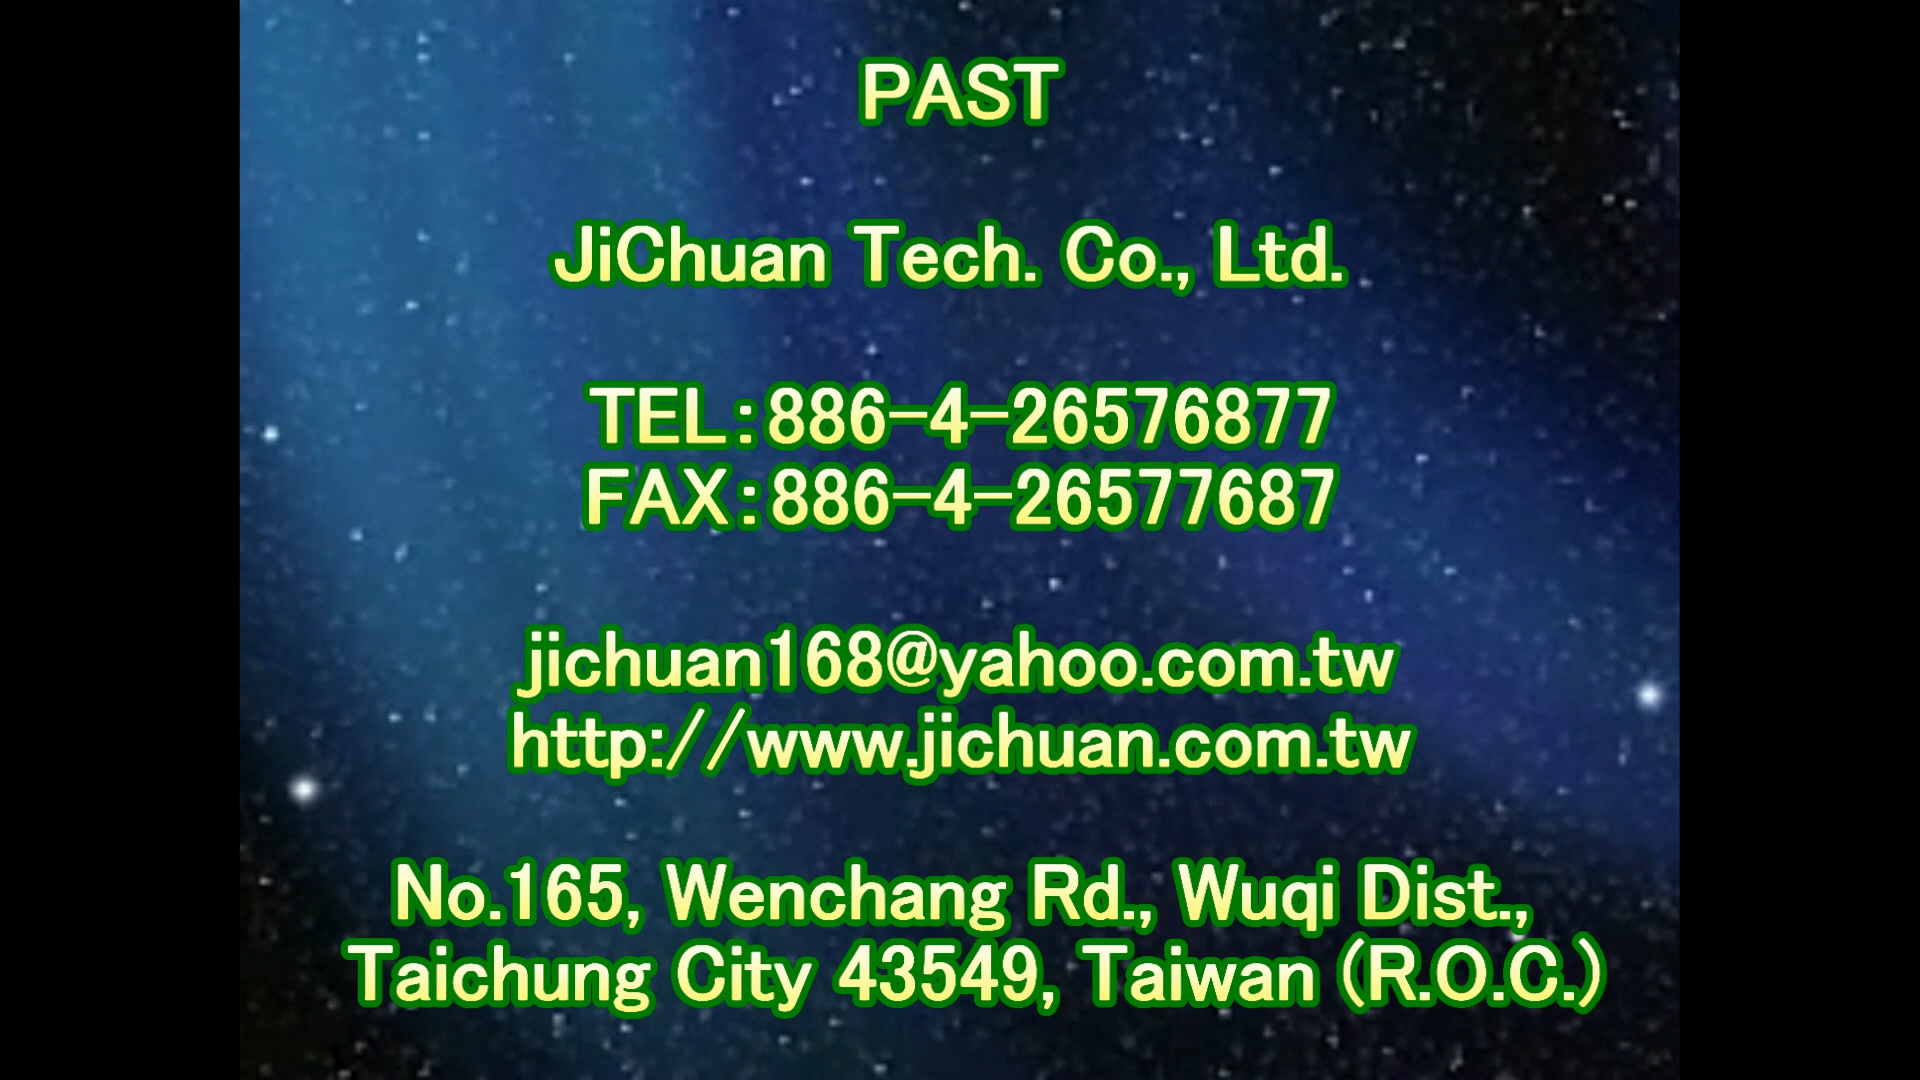 PAST
JiChuan Tech. Co., Ltd.
TEL:886-4-26576877
FAX:886-4-26577687
jichuan168@yahoo.com.tw
http://www.jichuan.com.tw
No.165, Wenchang Rd., Wuqi Dist.,
Taichung City 43549, Taiwan (R.O.C.)